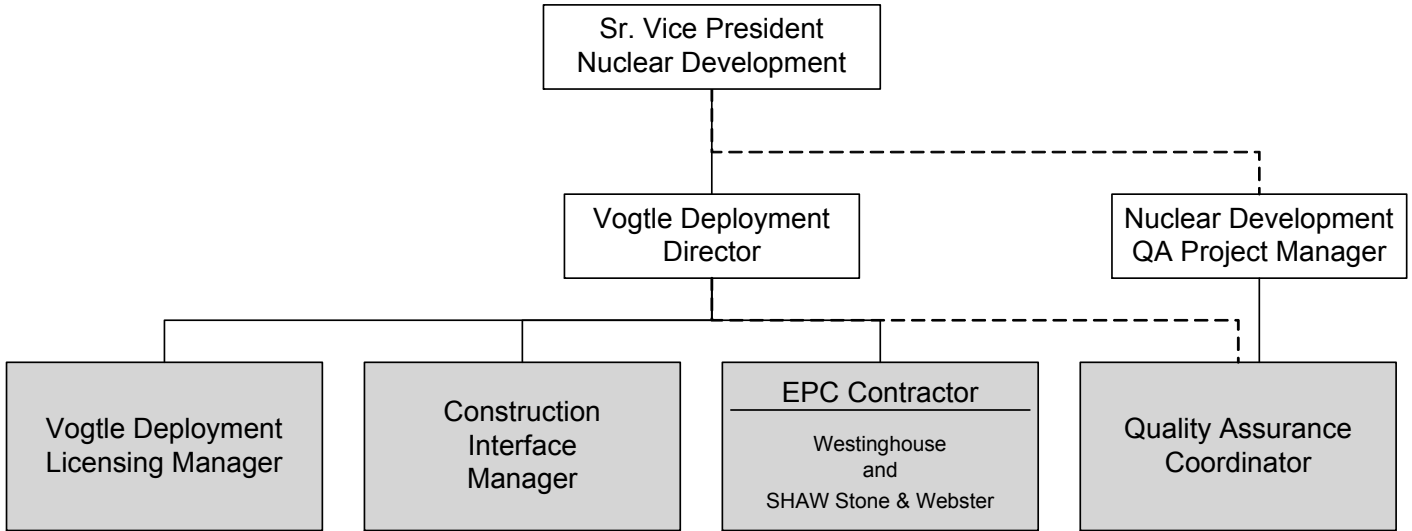 Sr. Vice President
Nuclear Development
Vogtle Deployment
Director
Nuclear Development
QA Project Manager
Vogtle Deployment
Licensing Manager
Construction
Interface
Manager
EPC Contractor
Westinghouse
and
SHAW Stone & Webster
Quality Assurance
Coordinator